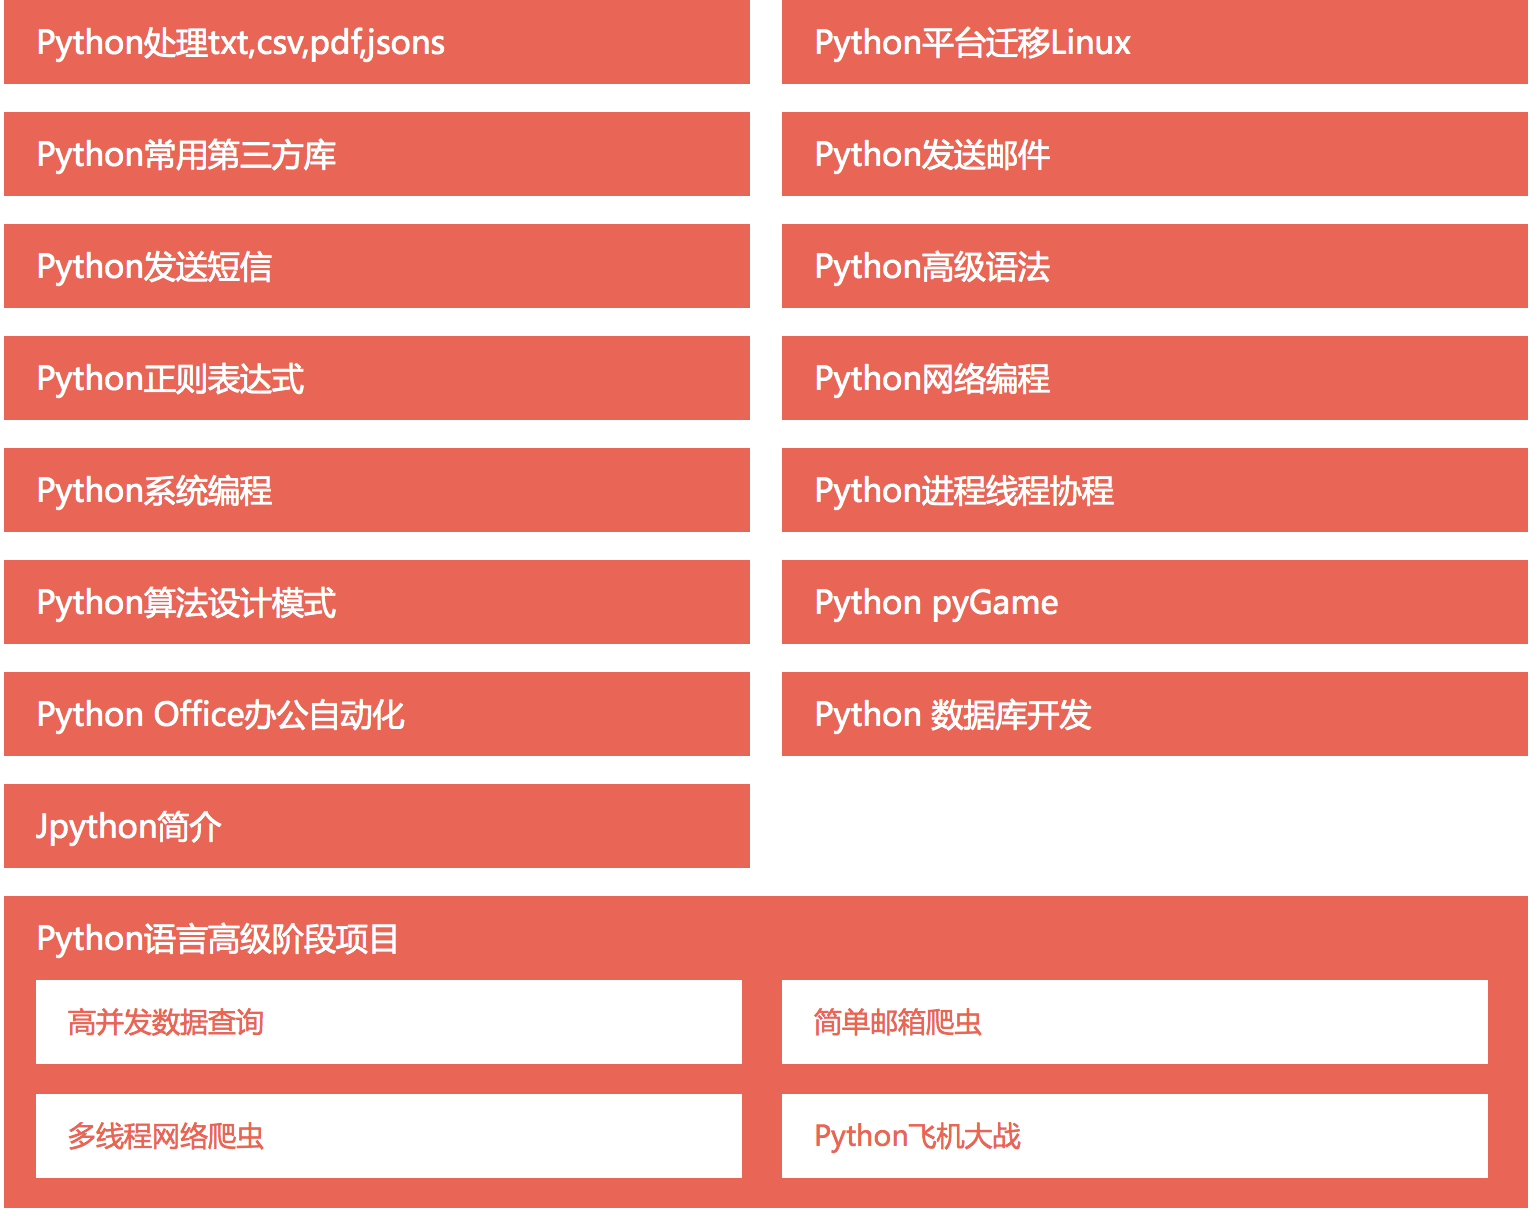 Python处理txt,csv,pdf,jsons
Python平台迁移Linux
Python常用第三方库
Python发送邮件
Python发送短信
Python高级语法
Python正则表达式
Python网络编程
Python系统编程
Python进程线程协程
Python算法设计模式
Python pyGame
Python Office办公自动化
Python 数据库开发
Jpython简介
Python语言高级阶段项目
高并发数据查询
简单邮箱爬虫
多线程网络爬虫
Python飞机大战